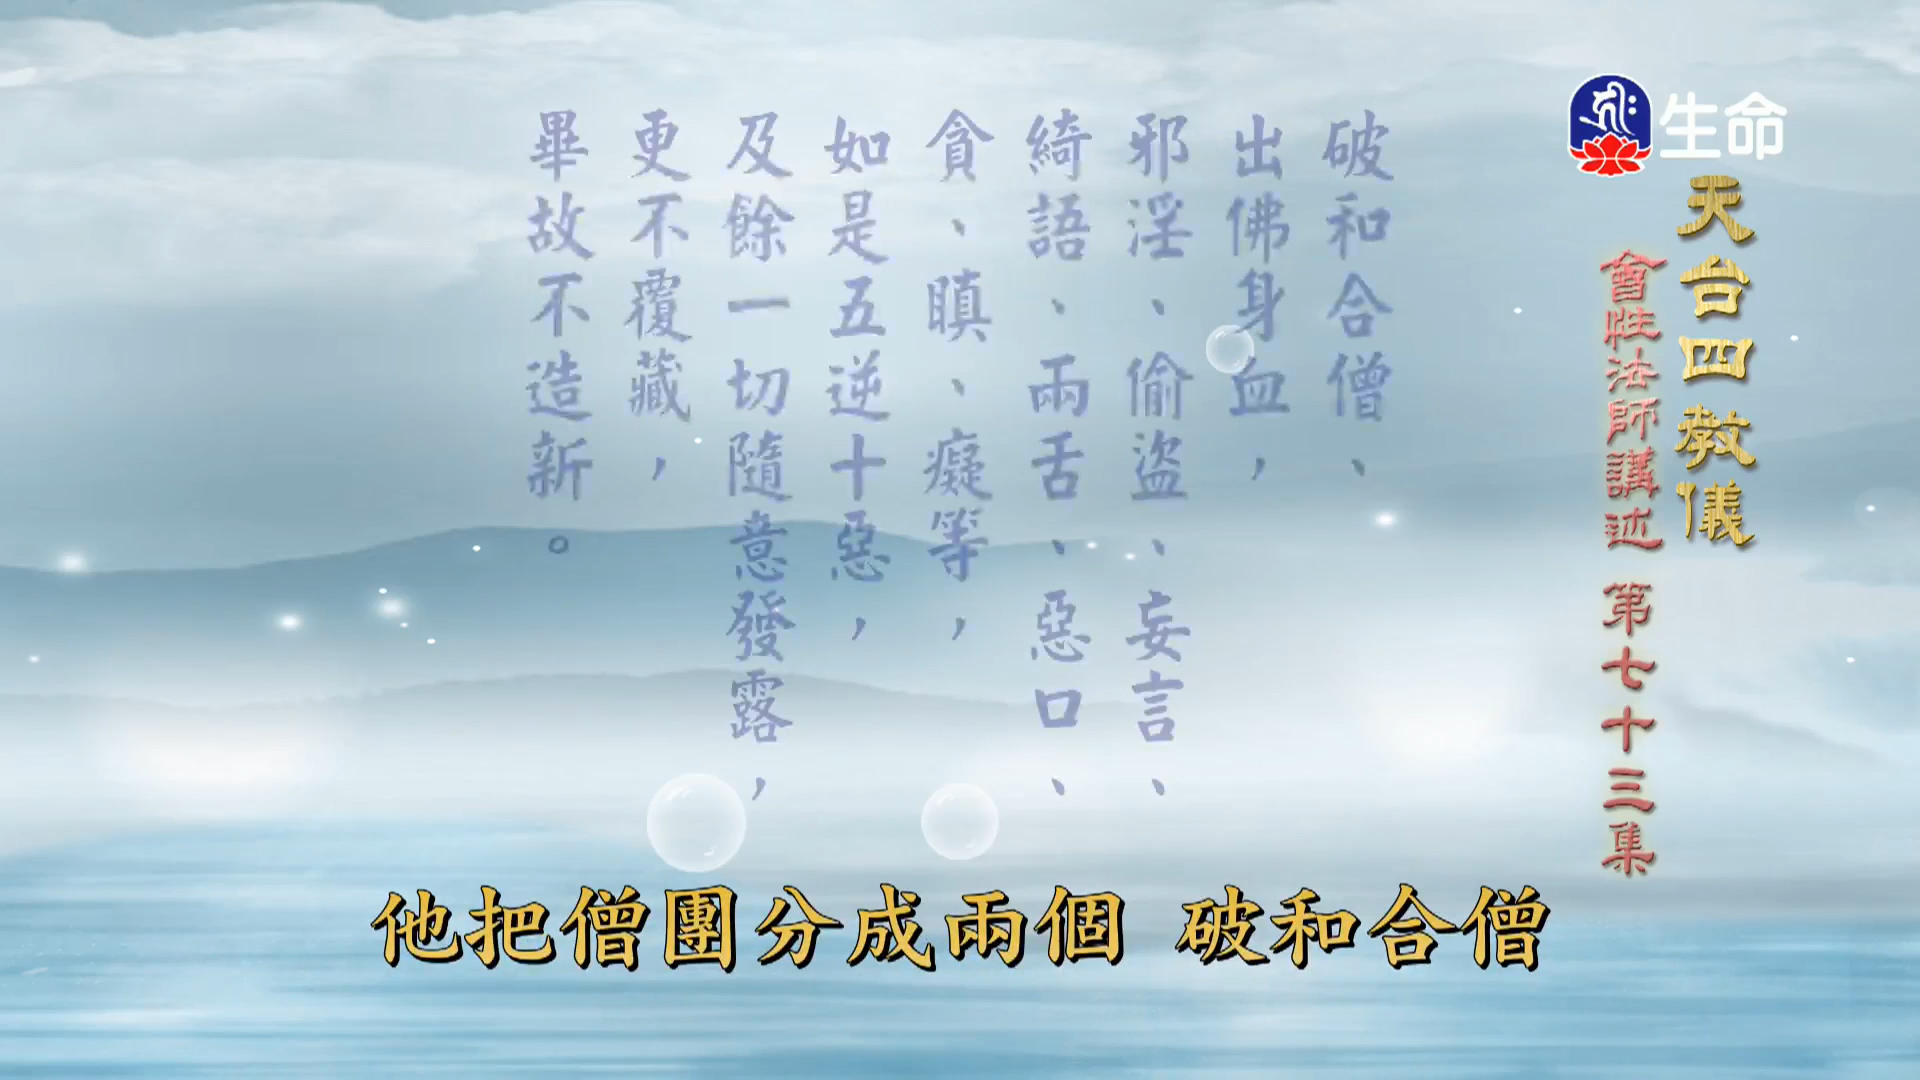 生命
天台四教儀
會性法師講述 第七十三集
破和合僧、
出佛身血，
邪淫、偷盜、妄言、
綺語、兩舌、惡口、
貪、瞋、癡等，
如是五逆十惡，
及餘一切隨意發露，
更不覆藏，
畢故不造新。
他把僧團分成兩個 破和合僧